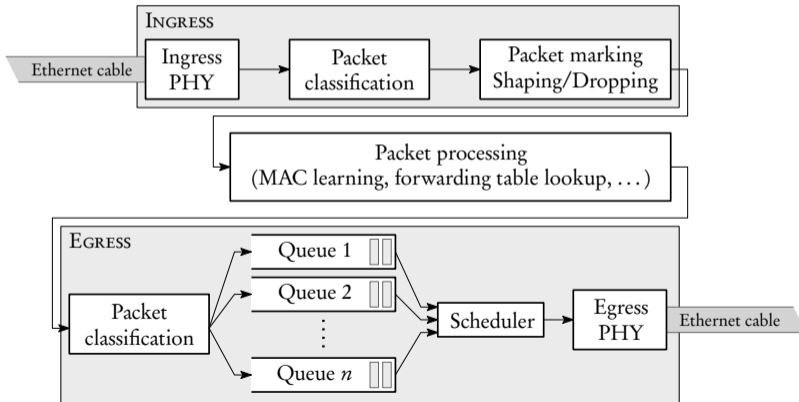 INGRESS
Ethernet cable
Ingress
PHY
Packet
classification
Packet marking
Shaping/Dropping
Packet processing
(MAC learning, forwarding table lookup, ...)
EGRESS
Packet
classification
Queue 1
Queue 2
⋮
Queue n
Scheduler
Egress
PHY
Ethernet cable